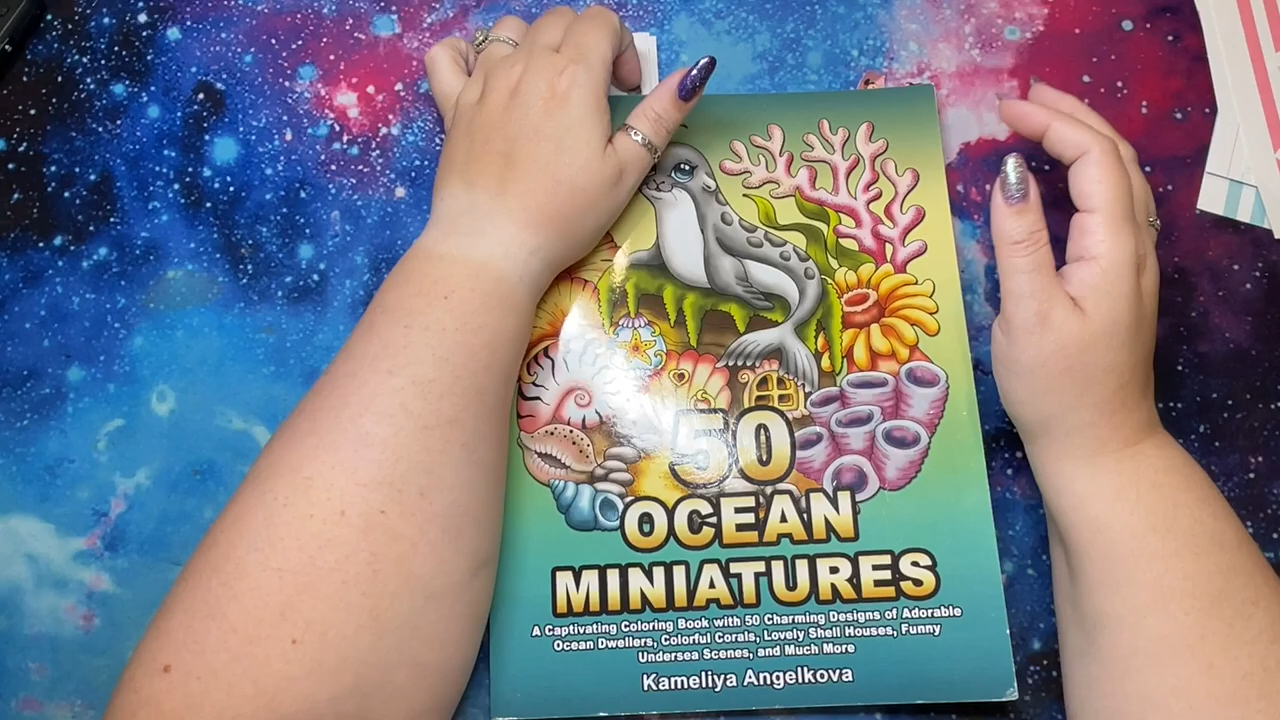 50
OCEAN
MINIATURES
A Captivating Coloring Book with 50 Charming Designs of Adorable
Ocean Dwellers, Colorful Corals, Lovely Shell Houses, Funny
Undersea Scenes, and Much More
Kameliya Angelkova